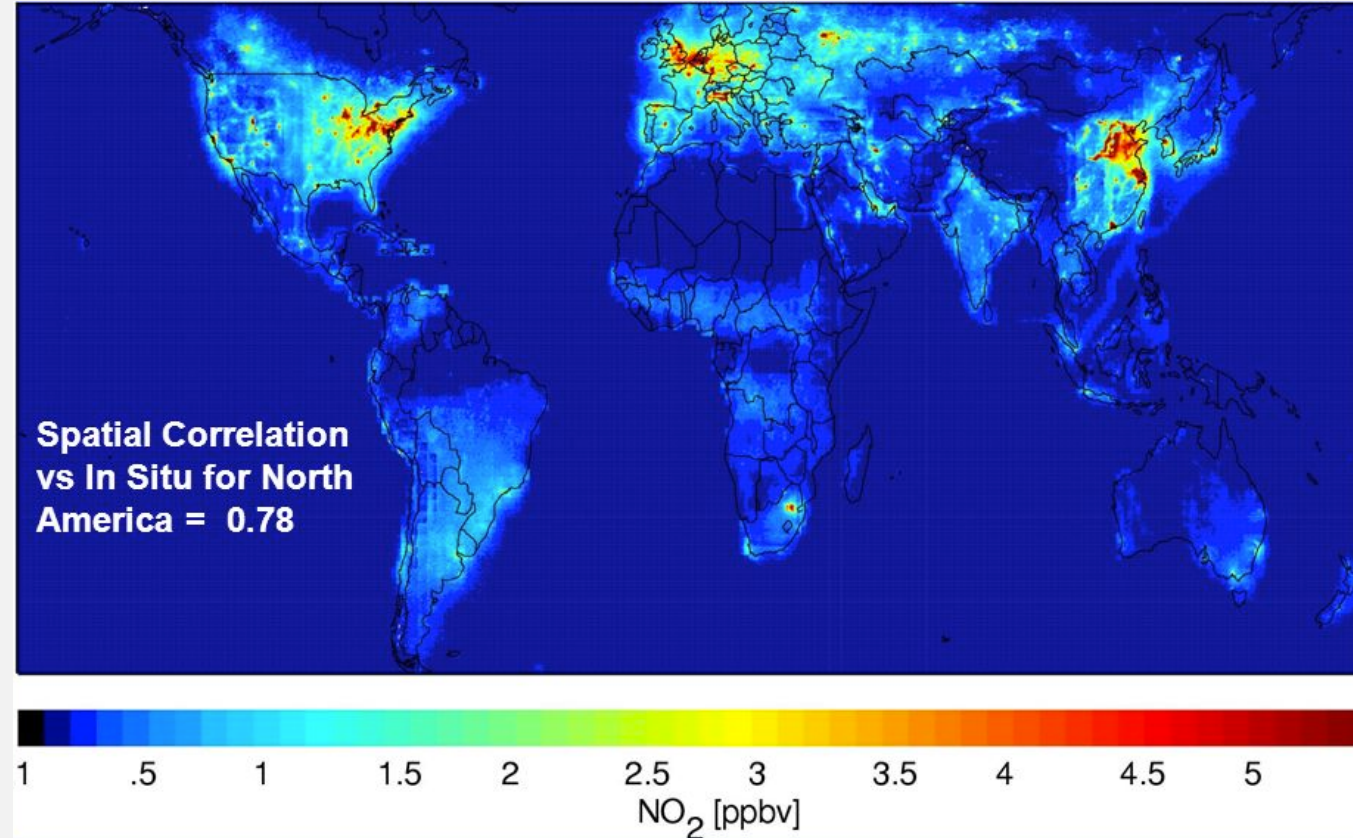 Spatial Correlation
vs In Situ for North
America = 0.78
1 .5 1 1.5 2 2.5 3 3.5 4 4.5 5
NO2 [ppbv]